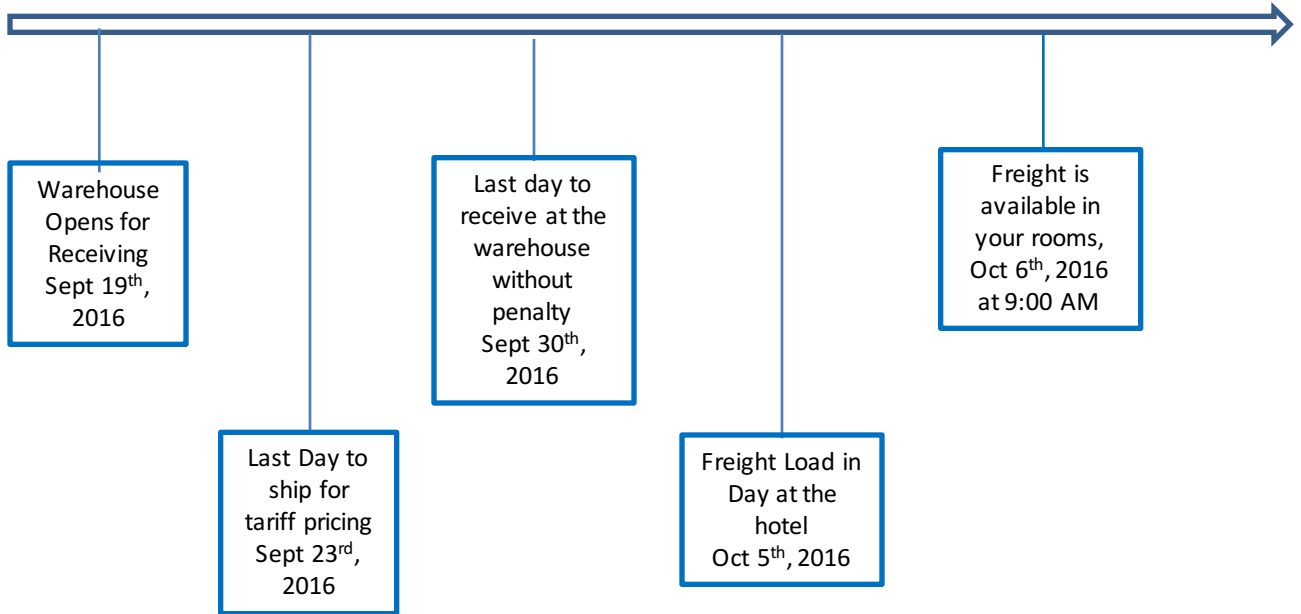 Warehouse
Opens for
Receiving
Sept 19th,
2016
Last Day to
ship for
tariff pricing
Sept 23rd,
2016
Last day to
receive at the
warehouse
without
penalty
Sept 30th,
2016
Freight Load in
Day at the
hotel
Oct 5th, 2016
Freight is
available in
your rooms,
Oct 6th, 2016
at 9:00 AM